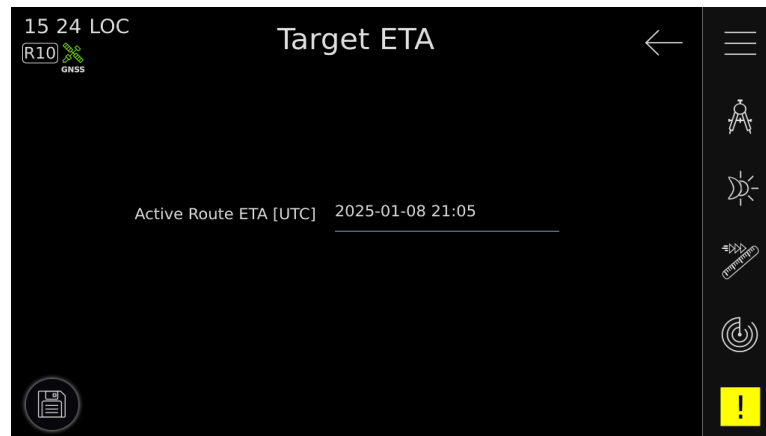 15 24 LOC
Target ETA
R10
GNSS
Active Route ETA [UTC] 2025-01-08 21:05
!